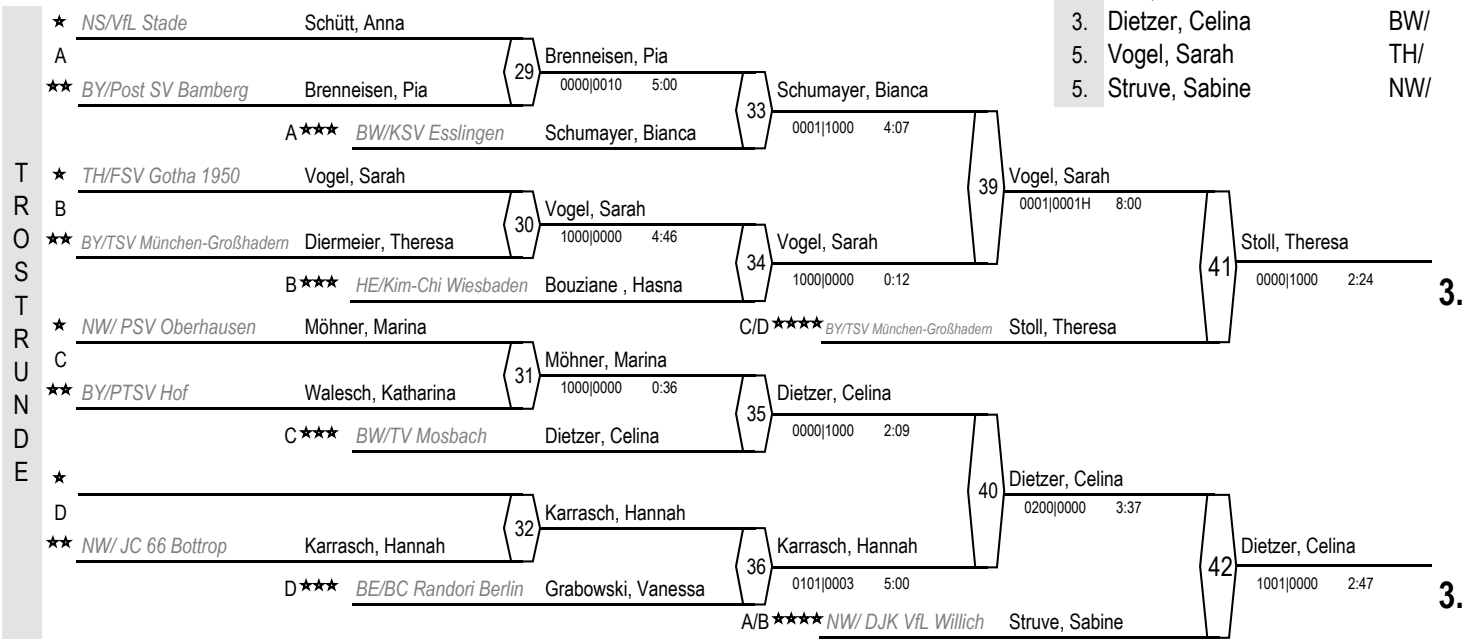 3. Dietzer, Celina BW/
5. Vogel, Sarah TH/
5. Struve, Sabine NW/
TROSTRUNDE
NS/VfL Stade Schütt, Anna
A
29 Brenneisen, Pia
0000|0010 5:00
BY/Post SV Bamberg Brenneisen, Pia
33 Schumayer, Bianca
0001|1000 4:07
A BW/KSV Esslingen Schumayer, Bianca
39 Vogel, Sarah
0001|0001H 8:00
TH/FSV Gotha 1950 Vogel, Sarah
B
30 Vogel, Sarah
1000|0000 4:46
BY/TSV München-Großhadern Diermeier, Theresa
34 Vogel, Sarah
1000|0000 0:12
B HE/Kim-Chi Wiesbaden Bouziane , Hasna
41 Stoll, Theresa
0000|1000 2:24
3.
C/D BY/TSV München-Großhadern Stoll, Theresa
NW/ PSV Oberhausen Möhner, Marina
C
31 Möhner, Marina
1000|0000 0:36
BY/PTSV Hof Walesch, Katharina
35 Dietzer, Celina
0000|1000 2:09
C BW/TV Mosbach Dietzer, Celina
40 Dietzer, Celina
0200|0000 3:37
D
32 Karrasch, Hannah
NW/ JC 66 Bottrop Karrasch, Hannah
36 Karrasch, Hannah
0101|0003 5:00
D BE/BC Randori Berlin Grabowski, Vanessa
42 Dietzer, Celina
1001|0000 2:47
3.
A/B NW/ DJK VfL Willich Struve, Sabine